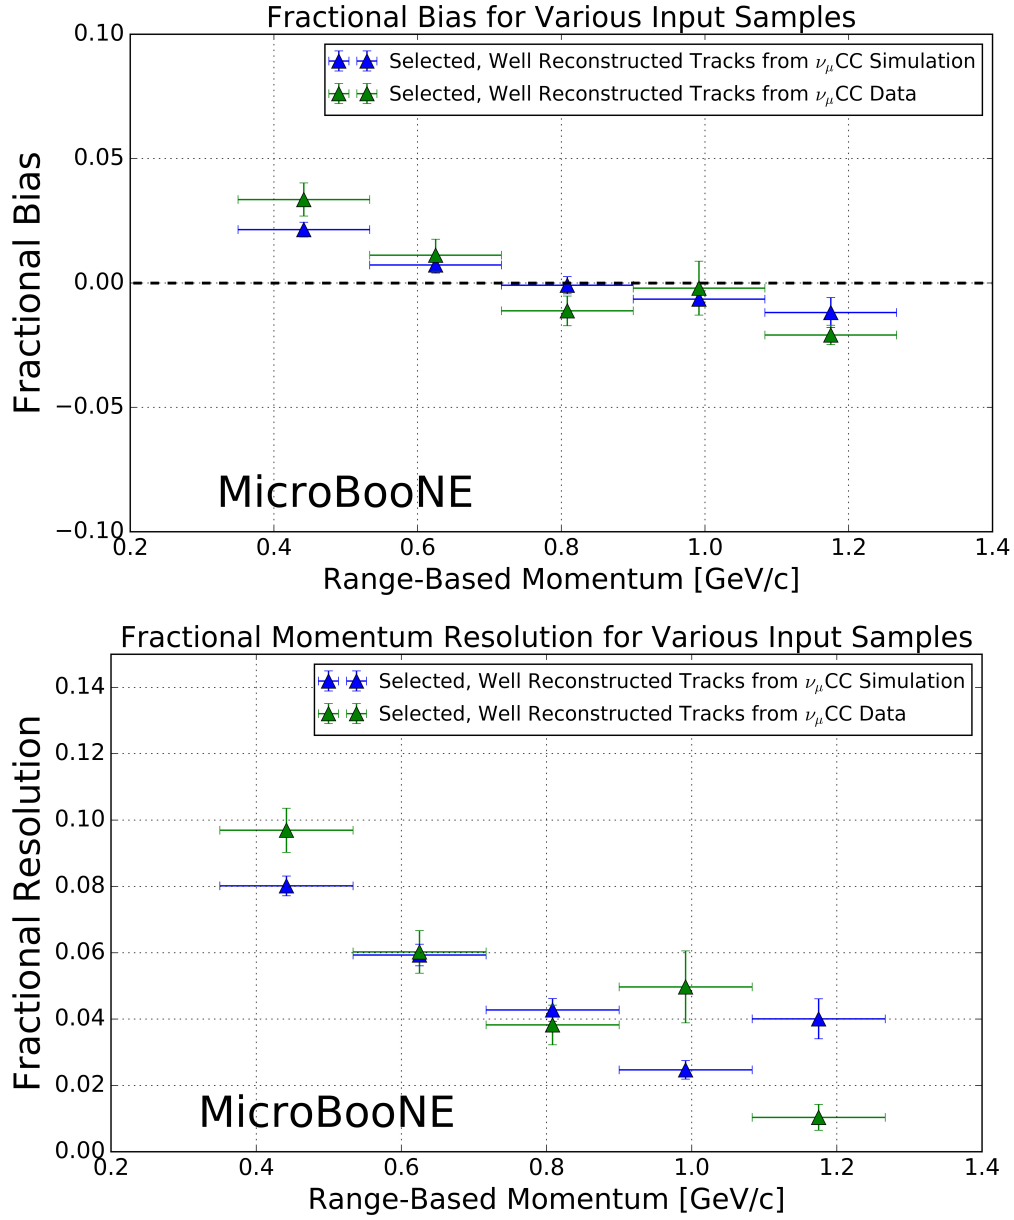 Fractional Bias for Various Input Samples
0.10
Selected, Well Reconstructed Tracks from νμCC Simulation
Selected, Well Reconstructed Tracks from νμCC Data
0.05
Fractional Bias
0.00
−0.05
MicroBooNE
−0.10
0.2 0.4 0.6 0.8 1.0 1.2 1.4
Range-Based Momentum [GeV/c]
Fractional Momentum Resolution for Various Input Samples
0.14
Selected, Well Reconstructed Tracks from νμCC Simulation
Selected, Well Reconstructed Tracks from νμCC Data
0.12
0.10
Fractional Resolution
0.08
0.06
0.04
0.02
MicroBooNE
0.00
0.2 0.4 0.6 0.8 1.0 1.2 1.4
Range-Based Momentum [GeV/c]